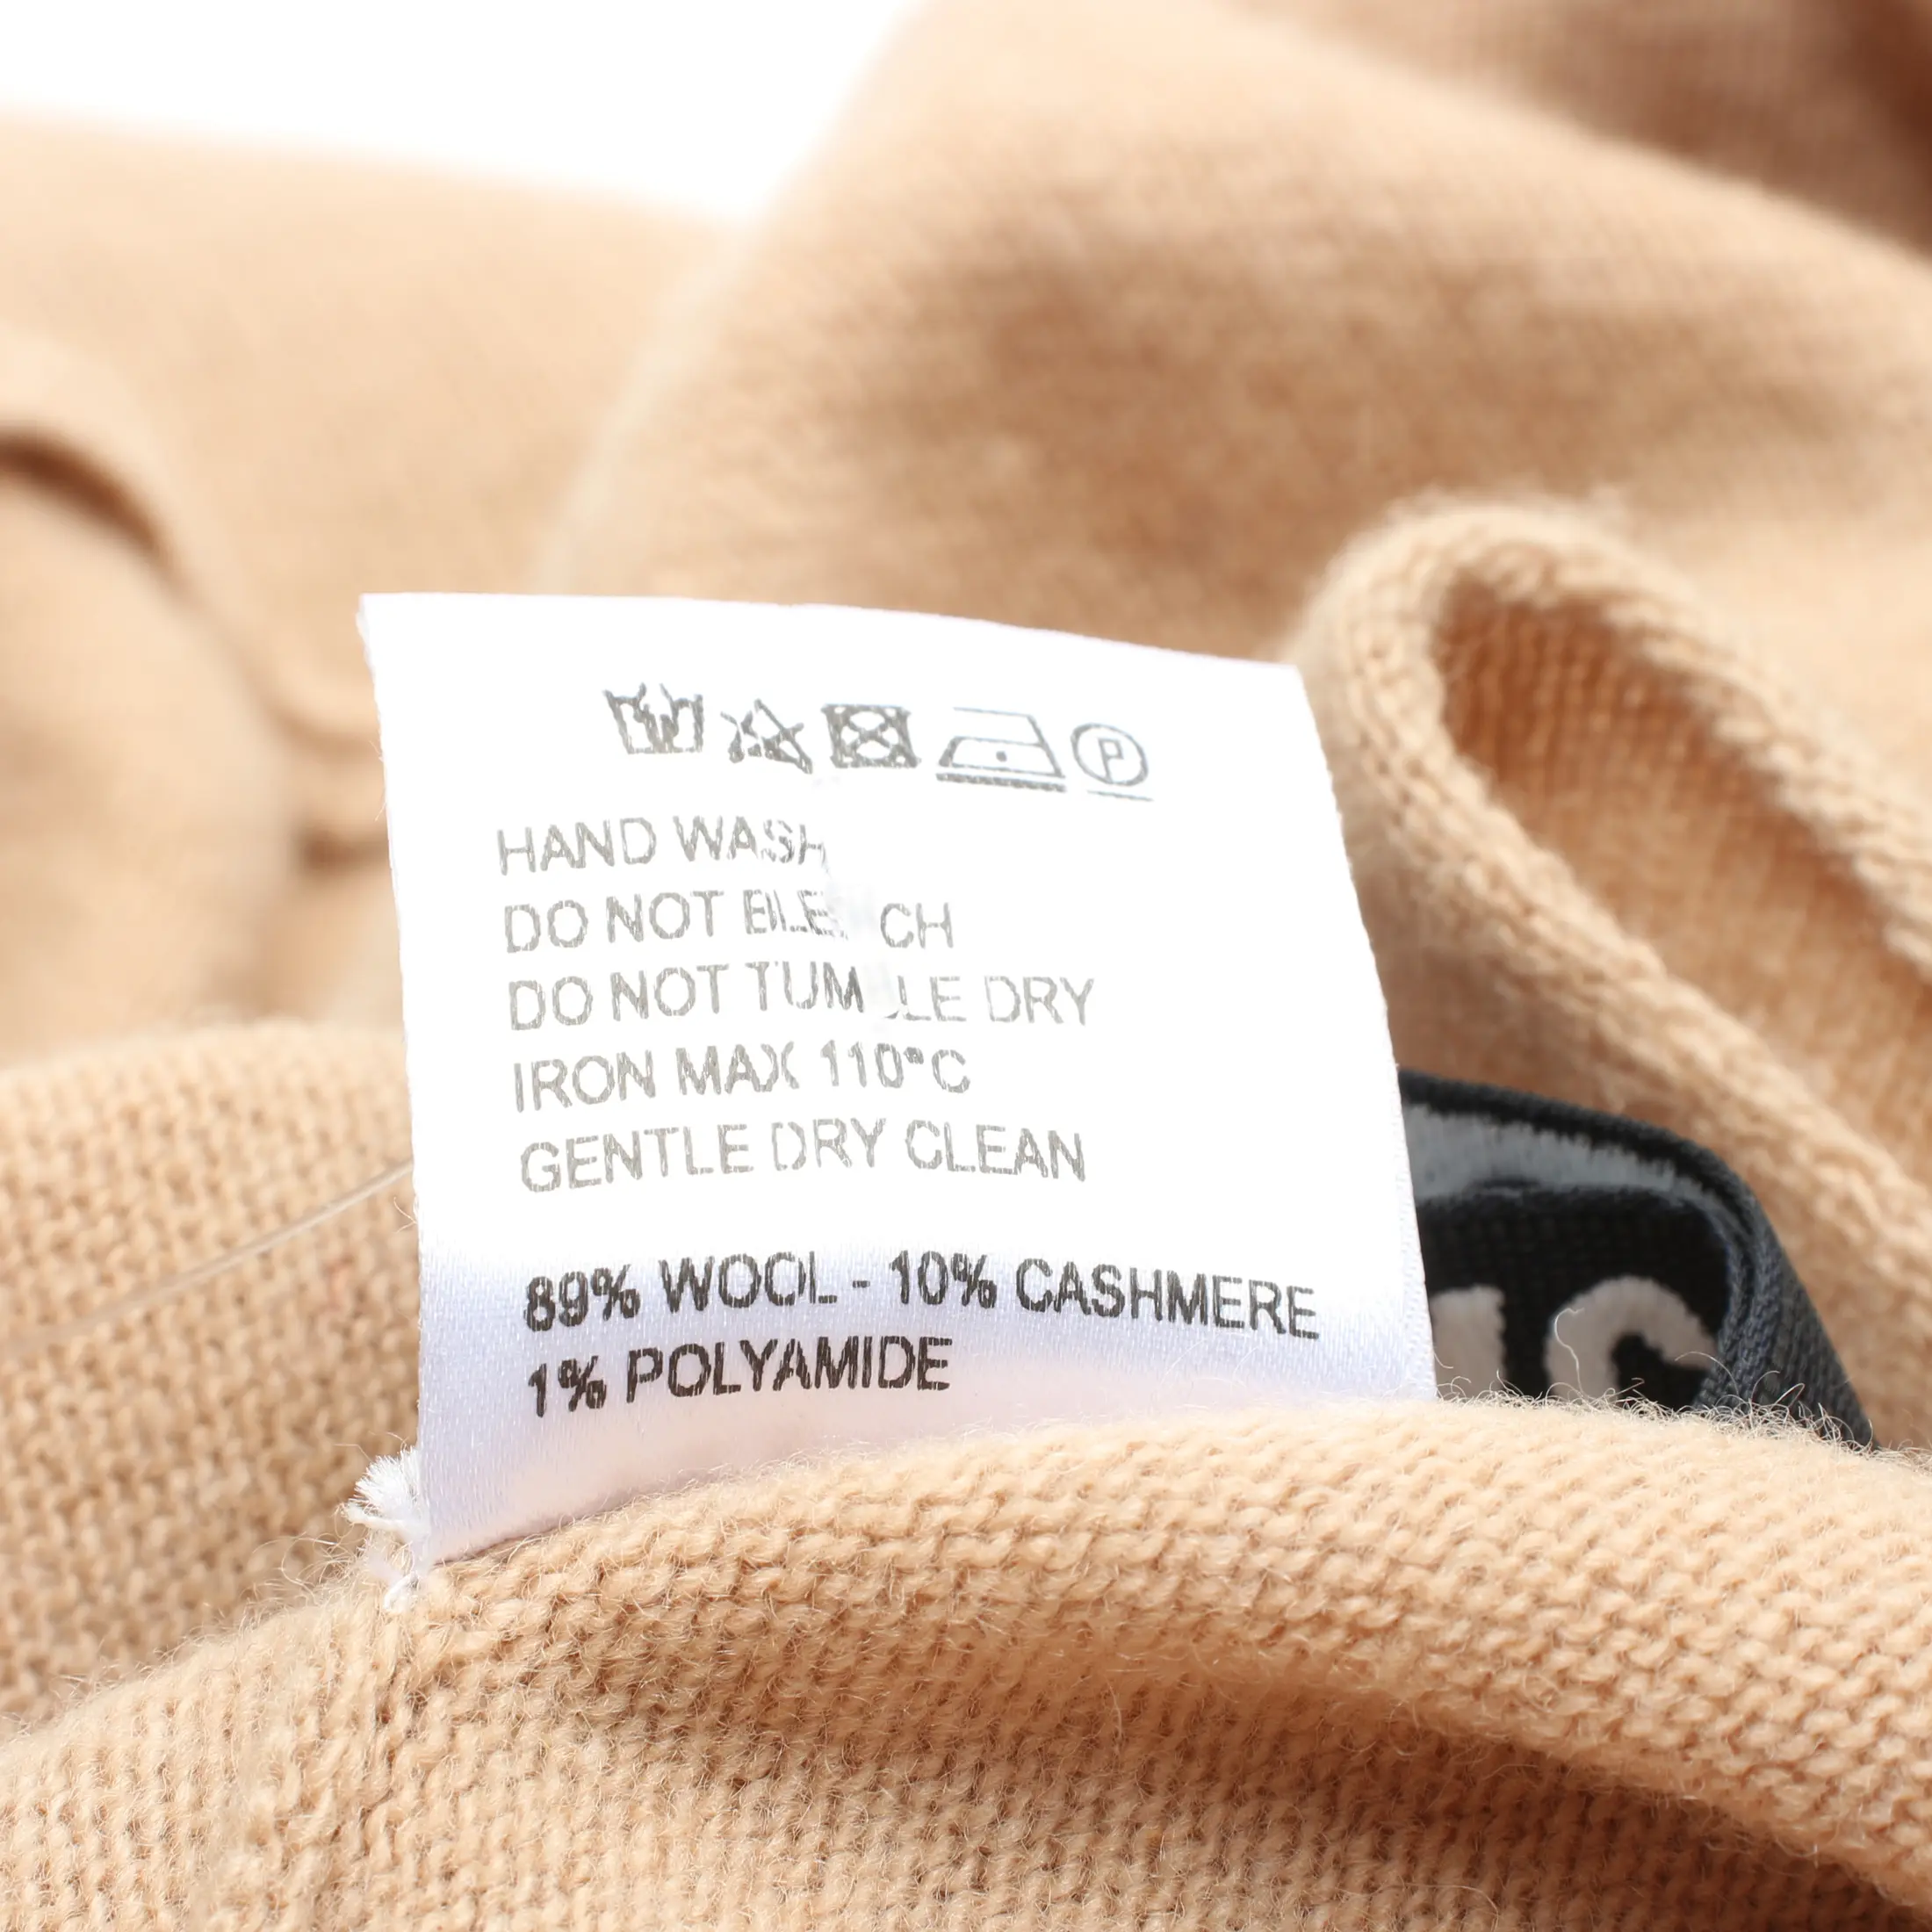 HAND WASH
DO NOT BLEACH
DO NOT TUMBLE DRY
IRON MAX 110°C
GENTLE DRY CLEAN
89% WOOL - 10% CASHMERE
1% POLYAMIDE